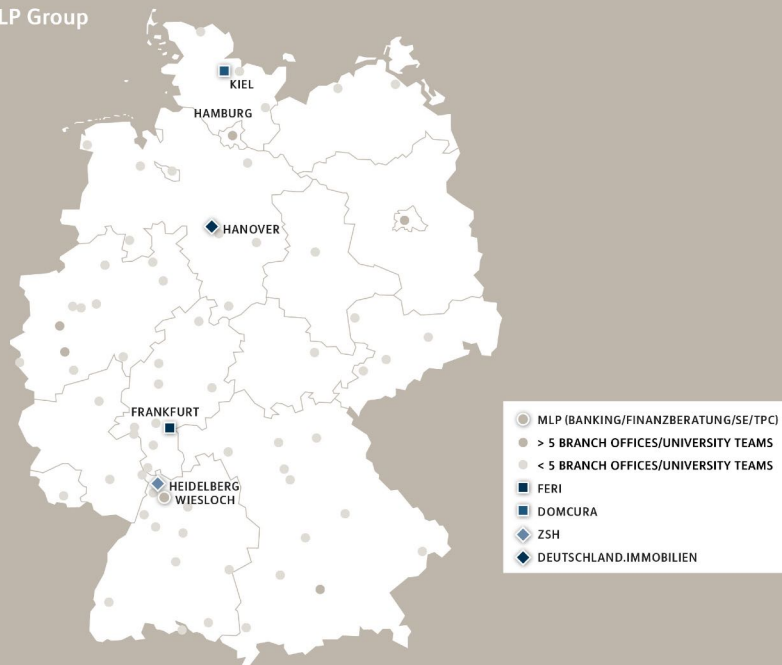 LP Group
KIEL
HAMBURG
HANOVER
FRANKFURT
HEIDELBERG
WIESLOCH
MLP (BANKING/FINANZBERATUNG/SE/TPC)
> 5 BRANCH OFFICES/UNIVERSITY TEAMS
< 5 BRANCH OFFICES/UNIVERSITY TEAMS
FERI
DOMCURA
ZSH
DEUTSCHLAND.IMMOBILIEN